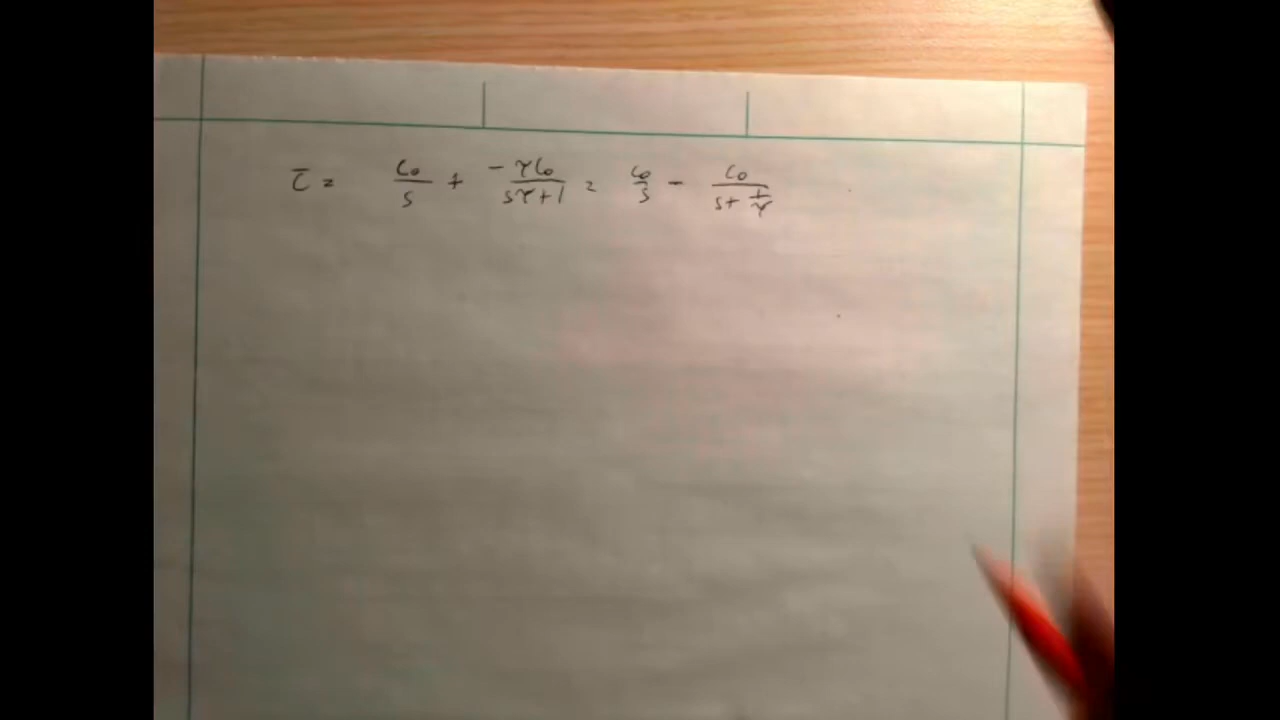 c̄ = c₀/s + -τc₀/(sτ+1) = c₀/s - c₀/(s+1/τ)